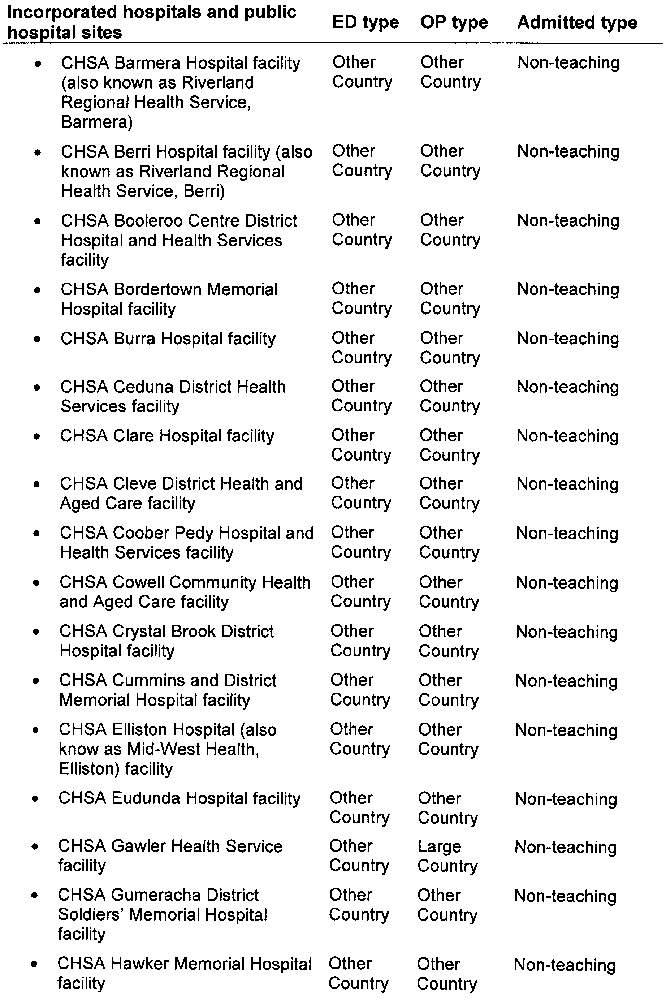 Incorporated hospitals and public ED type OP type Admitted type
hospital sites
• CHSA Barmera Hospital facility Other Other Non-teaching
(also known as Riverland Country Country
Regional Health Service,
Barmera)
• CHSA Berri Hospital facility (also Other Other Non-teaching
known as Riverland Regional Country Country
Health Service, Berri)
• CHSA Booleroo Centre District Other Other Non-teaching
Hospital and Health Services Country Country
facility
• CHSA Bordertown Memorial Other Other Non-teaching
Hospital facility Country Country
• CHSA Burra Hospital facility Other Other Non-teaching
Country Country
• CHSA Ceduna District Health Other Other Non-teaching
Services facility Country Country
• CHSA Clare Hospital facility Other Other Non-teaching
Country Country
• CHSA Cleve District Health and Other Other Non-teaching
Aged Care facility Country Country
• CHSA Coober Pedy Hospital and Other Other Non-teaching
Health Services facility Country Country
• CHSA Cowell Community Health Other Other Non-teaching
and Aged Care facility Country Country
• CHSA Crystal Brook District Other Other Non-teaching
Hospital facility Country Country
• CHSA Cummins and District Other Other Non-teaching
Memorial Hospital facility Country Country
• CHSA Elliston Hospital (also Other Other Non-teaching
know as Mid-West Health, Country Country
Elliston) facility
• CHSA Eudunda Hospital facility Other Other Non-teaching
Country Country
• CHSA Gawler Health Service Other Large Non-teaching
facility Country Country
• CHSA Gumeracha District Other Other Non-teaching
Soldiers' Memorial Hospital Country Country
facility
• CHSA Hawker Memorial Hospital Other Other Non-teaching
facility Country Country